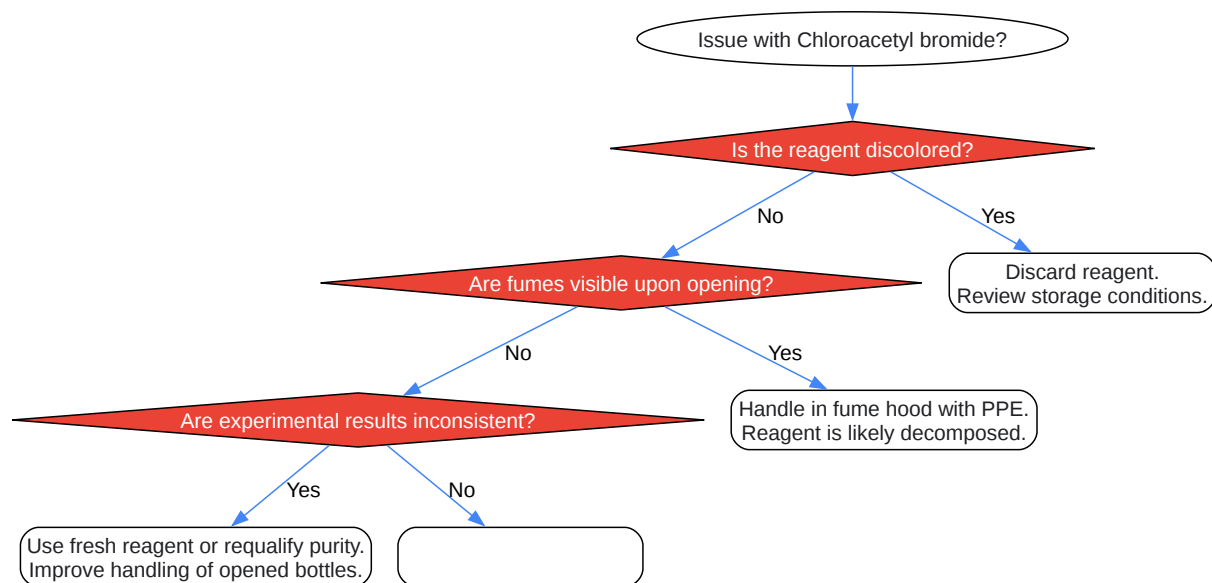 Issue with Chloroacetyl bromide?
Is the reagent discolored?
No
Yes
Are fumes visible upon opening?
Discard reagent.
Review storage conditions.
No
Yes
Are experimental results inconsistent?
Handle in fume hood with PPE.
Reagent is likely decomposed.
Yes
No
Use fresh reagent or requalify purity.
Improve handling of opened bottles.